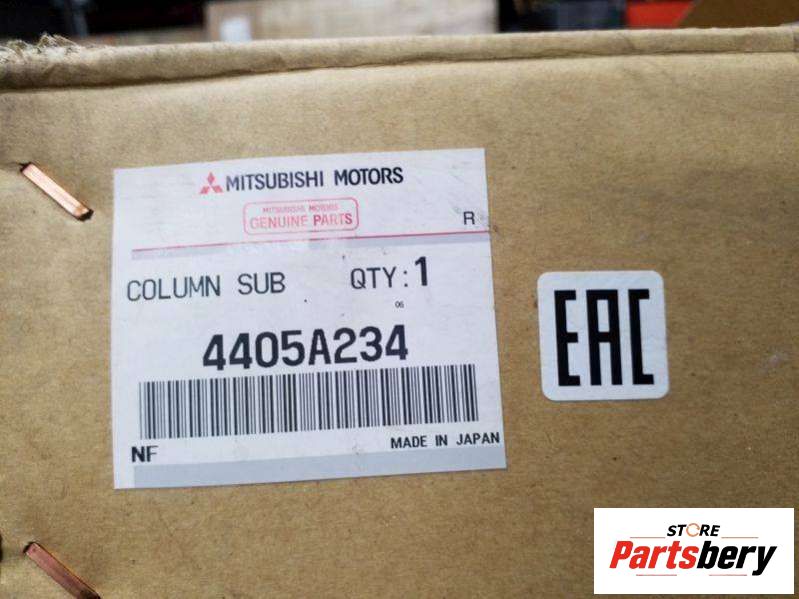 MITSUBISHI MOTORS
MITSUBISHI MOTORS
GENUINE PARTS
R
COLUMN SUB QTY:1
06
4405A234
NF MADE IN JAPAN
EAC
STORE
Partsbery